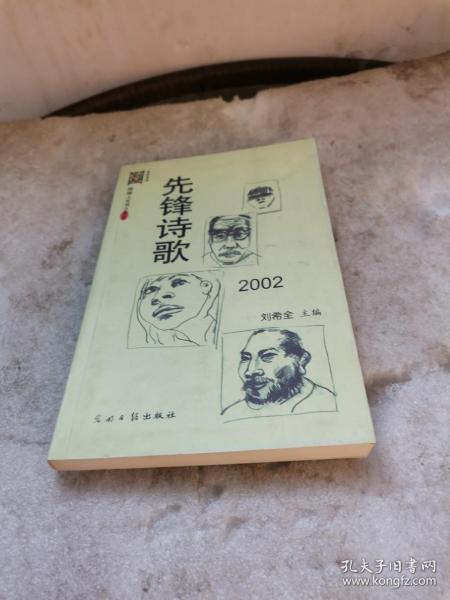 先锋诗歌
2002
刘希全 主编
光明日报出版社
孔夫子旧书网
www.kongfz.com